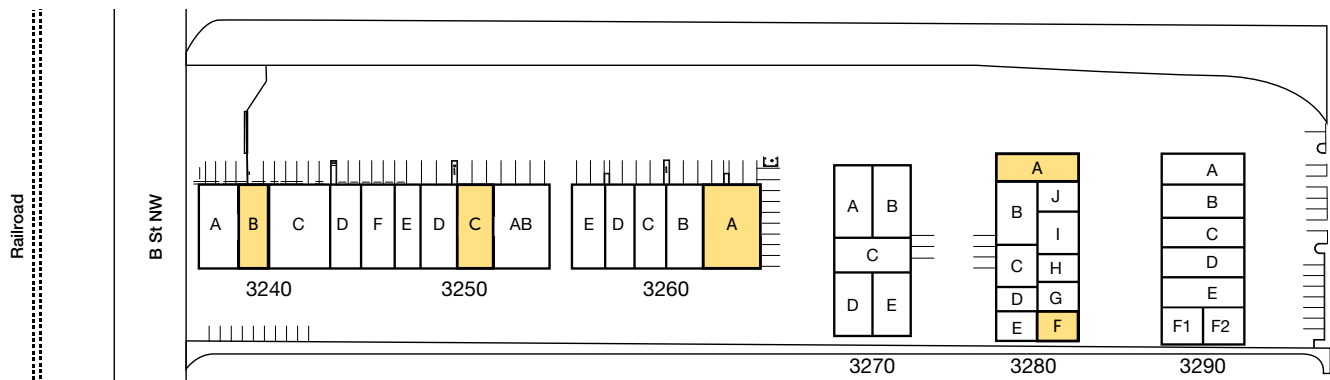 Railroad
B St NW
A B C D F E D C AB
3240 3250 3260
E D C B A
A B
C
D E
3270
A
B J
I
C H
D G
E F
3280
A
B
C
D
E
F1 F2
3290